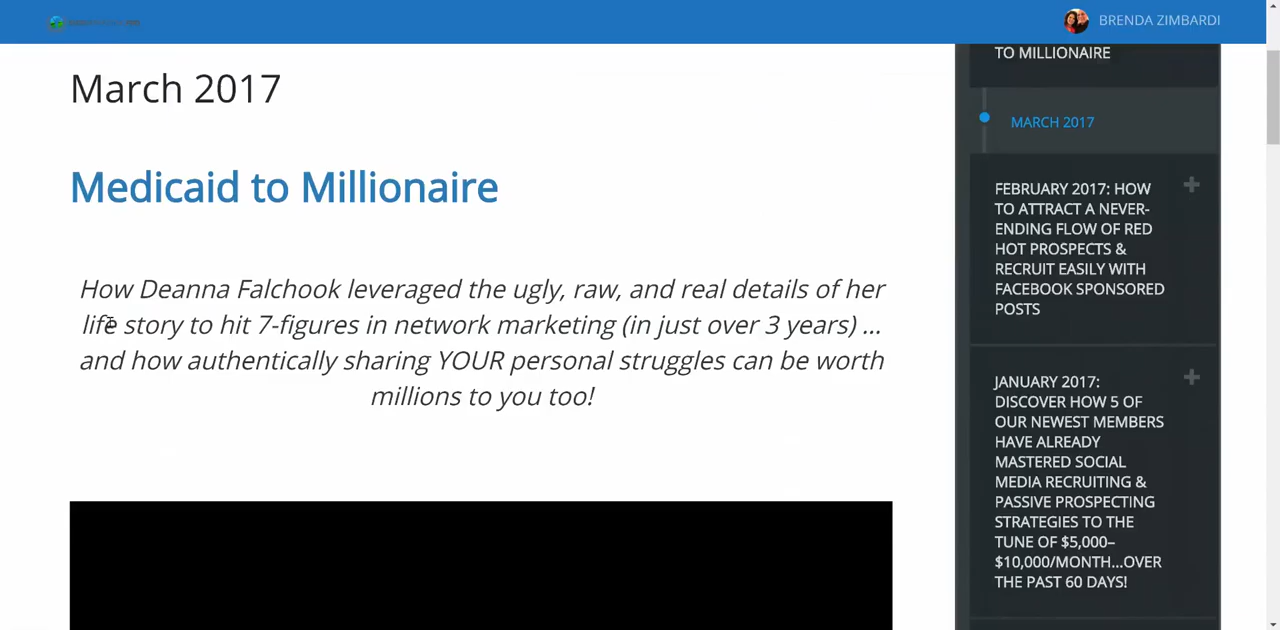 BRENDA ZIMBARDI
March 2017
Medicaid to Millionaire
How Deanna Falchook leveraged the ugly, raw, and real details of her
life story to hit 7-figures in network marketing (in just over 3 years) ...
and how authentically sharing YOUR personal struggles can be worth
millions to you too!
TO MILLIONAIRE
MARCH 2017
FEBRUARY 2017: HOW
TO ATTRACT A NEVER-
ENDING FLOW OF RED
HOT PROSPECTS &
RECRUIT EASILY WITH
FACEBOOK SPONSORED
POSTS
JANUARY 2017:
DISCOVER HOW 5 OF
OUR NEWEST MEMBERS
HAVE ALREADY
MASTERED SOCIAL
MEDIA RECRUITING &
PASSIVE PROSPECTING
STRATEGIES TO THE
TUNE OF $5,000–
$10,000/MONTH...OVER
THE PAST 60 DAYS!